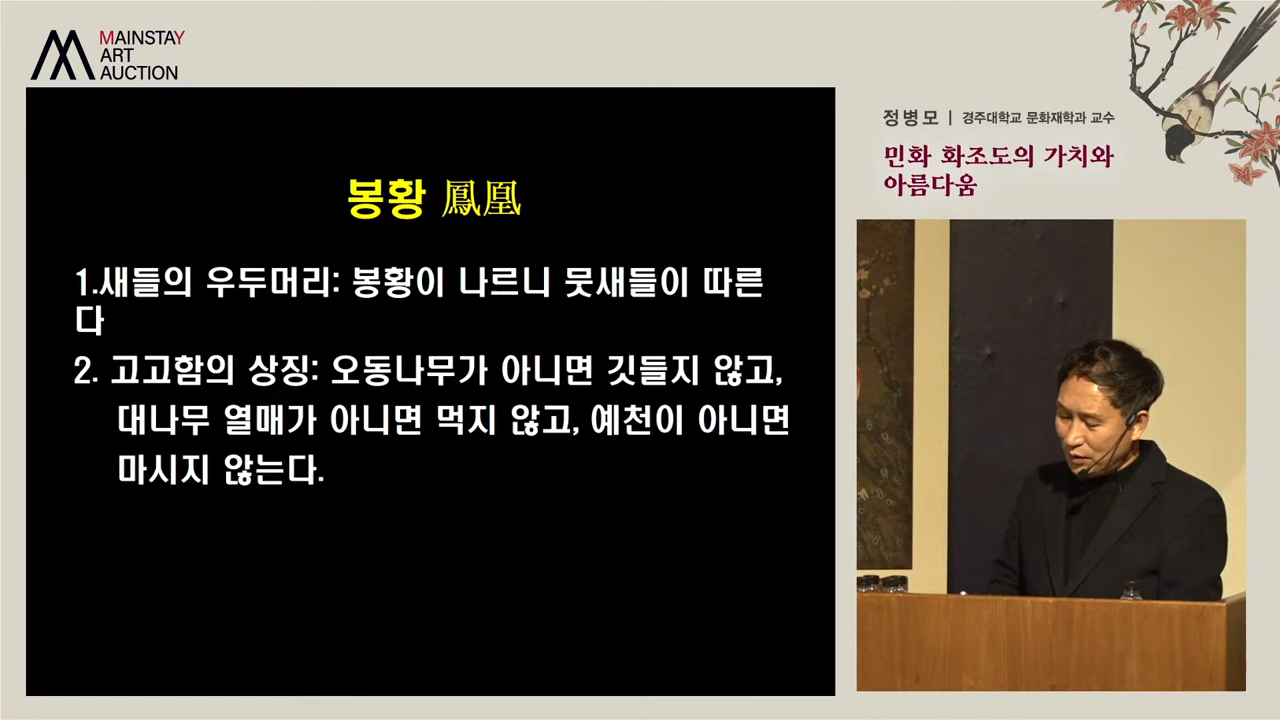 MAINSTAY
ART
AUCTION
정병모 | 경주대학교 문화재학과 교수
민화 화조도의 가치와
아름다움
봉황 鳳凰
1.새들의 우두머리: 봉황이 나르니 뭇새들이 따른
다
2. 고고함의 상징: 오동나무가 아니면 깃들지 않고,
대나무 열매가 아니면 먹지 않고, 예천이 아니면
마시지 않는다.